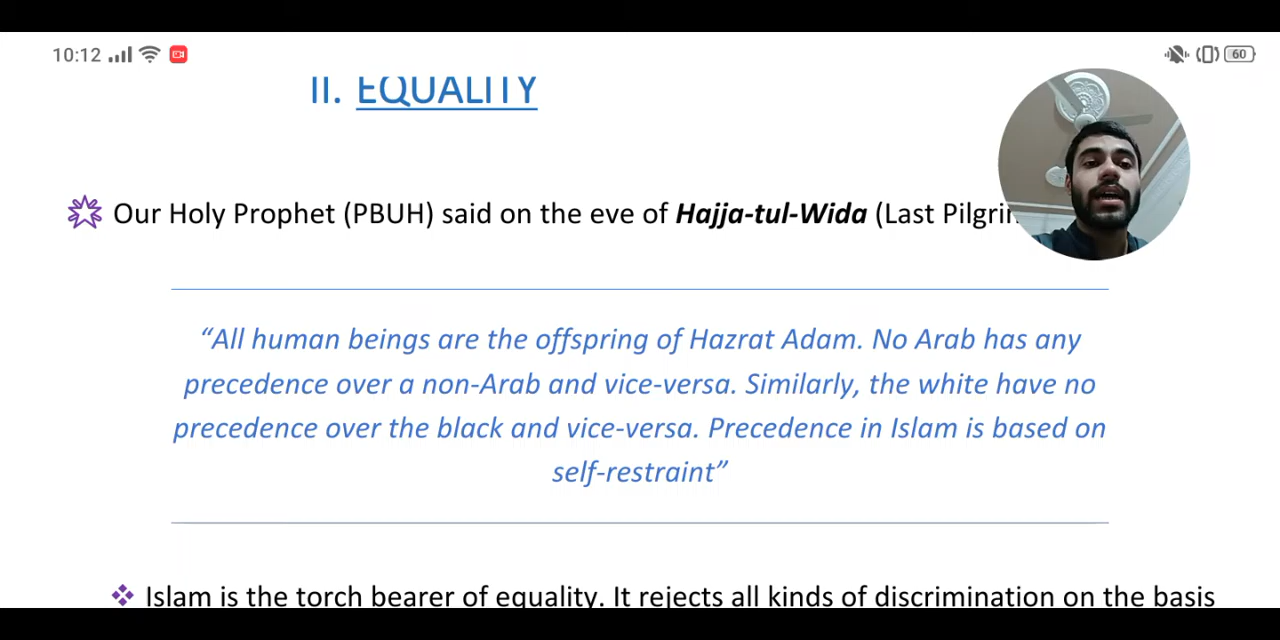 10:12
60
II. EQUALITY
Our Holy Prophet (PBUH) said on the eve of Hajja-tul-Wida (Last
“All human beings are the offspring of Hazrat Adam. No Arab has any
precedence over a non-Arab and vice-versa. Similarly, the white have no
precedence over the black and vice-versa. Precedence in Islam is based on
self-restraint”
Islam is the torch bearer of equality. It rejects all kinds of discrimination on the basis